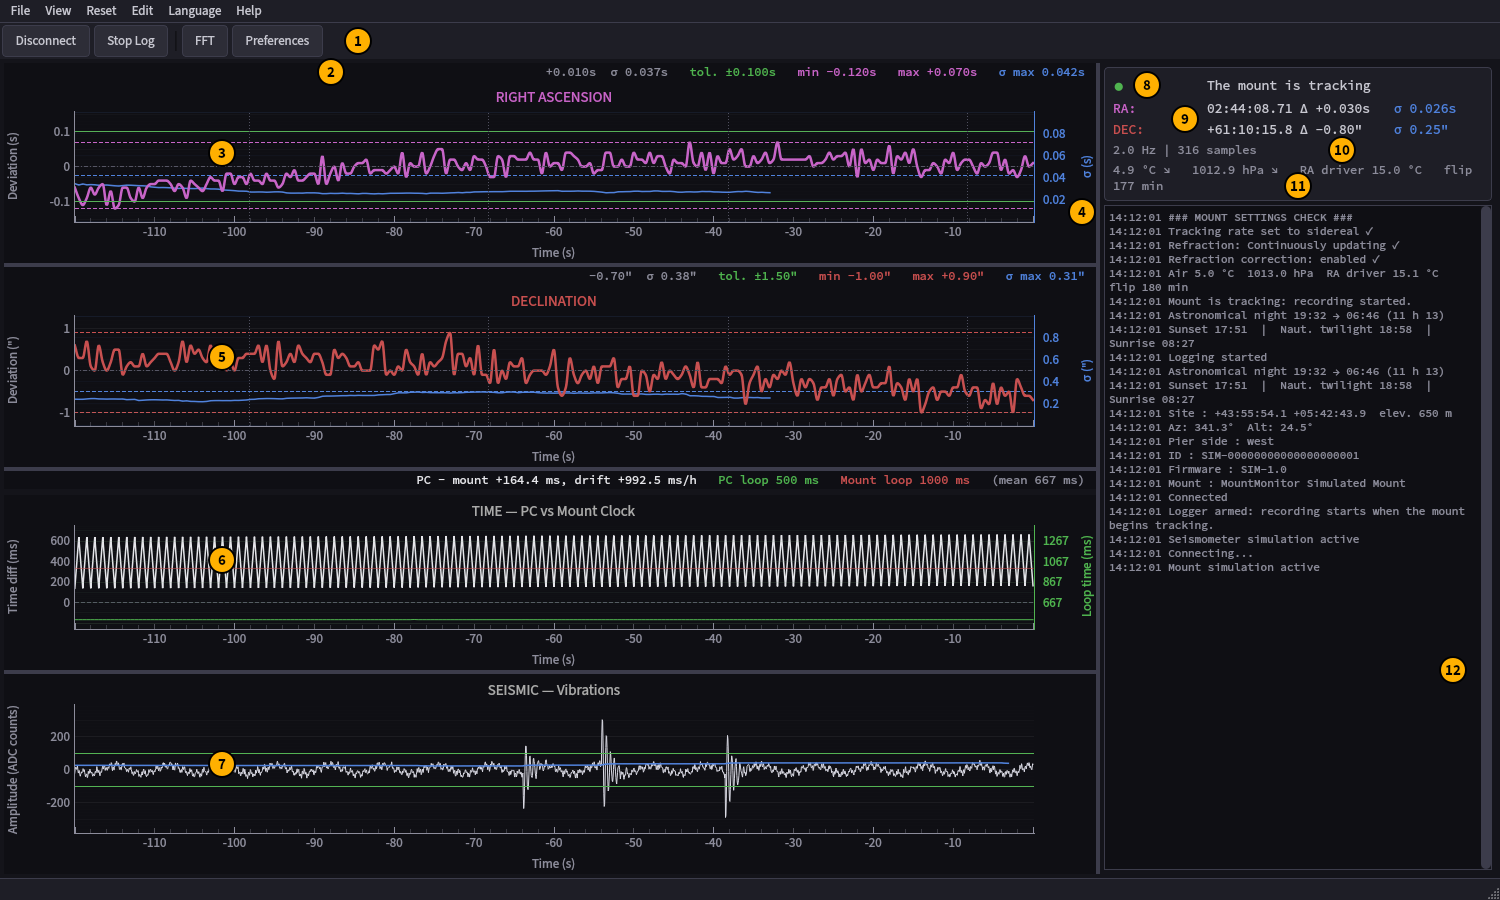 File View Reset Edit Language Help
Disconnect Stop Log FFT Preferences 1
2 +0.010s σ 0.037s tol. ±0.100s min −0.120s max +0.070s σ max 0.042s
RIGHT ASCENSION
Deviation (s)
0.1
0
-0.1
3
0.08
0.06
0.04
0.02
σ (s)
4
-110 -100 -90 -80 -70 -60 -50 -40 -30 -20 -10
Time (s)
−0.70" σ 0.38" tol. ±1.50" min −1.00" max +0.90" σ max 0.31"
DECLINATION
Deviation (")
1
0
-1
5
0.8
0.6
0.4
0.2
σ (")
-110 -100 -90 -80 -70 -60 -50 -40 -30 -20 -10
Time (s)
PC − mount +164.4 ms, drift +992.5 ms/h PC loop 500 ms Mount loop 1000 ms (mean 667 ms)
TIME — PC vs Mount Clock
Time diff (ms)
600
400
200
0
6
1267
1067
867
667
Loop time (ms)
-110 -100 -90 -80 -70 -60 -50 -40 -30 -20 -10
Time (s)
SEISMIC — Vibrations
Amplitude (ADC counts)
200
0
-200
7
-110 -100 -90 -80 -70 -60 -50 -40 -30 -20 -10
Time (s)
8 The mount is tracking
RA: 02:44:08.71 Δ +0.030s σ 0.026s
9
DEC: +61:10:15.8 Δ −0.80" σ 0.25"
2.0 Hz | 316 samples 10
4.9 °C ↘ 1012.9 hPa ↘ RA driver 15.0 °C flip
177 min
11
14:12:01 ### MOUNT SETTINGS CHECK ###
14:12:01 Tracking rate set to sidereal ✓
14:12:01 Refraction: Continuously updating ✓
14:12:01 Refraction correction: enabled ✓
14:12:01 Air 5.0 °C 1013.0 hPa RA driver 15.1 °C
flip 180 min
14:12:01 Mount is tracking: recording started.
14:12:01 Astronomical night 19:32 → 06:46 (11 h 13)
14:12:01 Sunset 17:51 | Naut. twilight 18:58 |
Sunrise 08:27
14:12:01 Logging started
14:12:01 Astronomical night 19:32 → 06:46 (11 h 13)
14:12:01 Sunset 17:51 | Naut. twilight 18:58 |
Sunrise 08:27
14:12:01 Site : +43:55:54.1 +05:42:43.9 elev. 650 m
14:12:01 Az: 341.3° Alt: 24.5°
14:12:01 Pier side : west
14:12:01 ID : SIM-00000000000000000001
14:12:01 Firmware : SIM-1.0
14:12:01 Mount : MountMonitor Simulated Mount
14:12:01 Connected
14:12:01 Logger armed: recording starts when the mount
begins tracking.
14:12:01 Seismometer simulation active
14:12:01 Connecting...
14:12:01 Mount simulation active
12